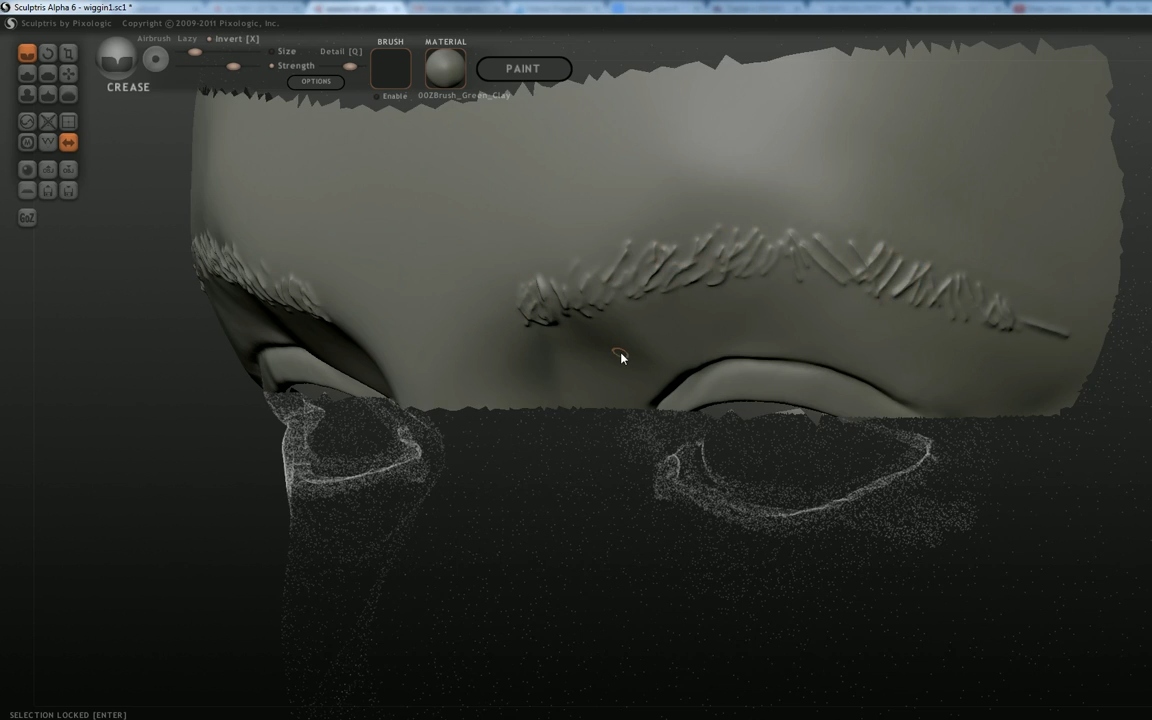 Sculptris Alpha 6 - wiggin1.sc1 *
Sculptris by Pixologic Copyright © 2009-2011 Pixologic, Inc.
Airbrush Lazy Invert [X]
Size Detail [Q]
Strength
OPTIONS
CREASE
BRUSH
Enable
MATERIAL
00ZBrush_Green_Clay
PAINT
GoZ
SELECTION LOCKED [ENTER]